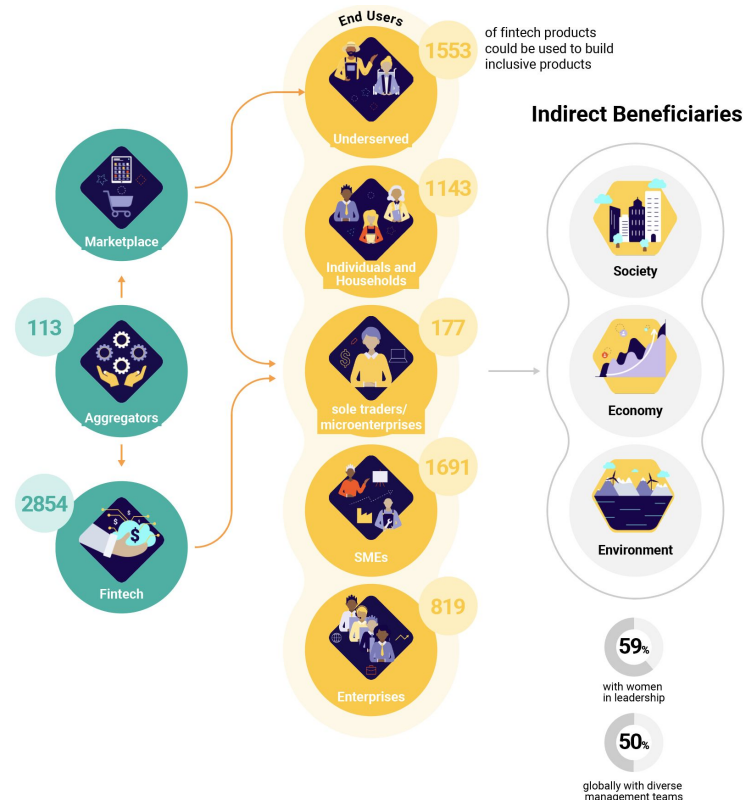 End Users
1553
of fintech products
could be used to build
inclusive products
Underserved
Indirect Beneficiaries
Marketplace
1143
Individuals and
Households
Society
113
Aggregators
177
sole traders/
microenterprises
Economy
2854
Fintech
1691
SMEs
Environment
819
Enterprises
59%
with women
in leadership
50%
globally with diverse
management teams